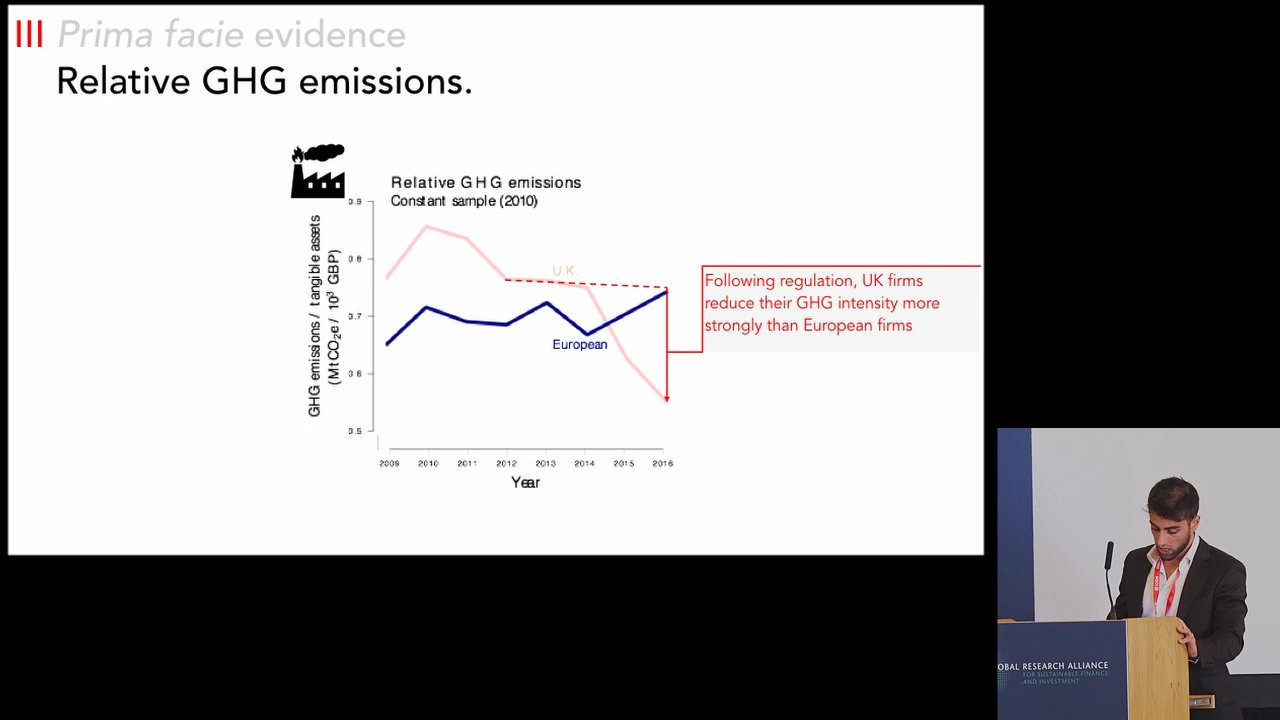 III Prima facie evidence
Relative GHG emissions.
Relative GHG emissions
Constant sample (2010)
0.9
0.8
0.7
0.6
0.5
GHG emissions / tangible assets
(MtCO₂e / 10³ GBP)
U.K.
European
2009 2010 2011 2012 2013 2014 2015 2016
Year
Following regulation, UK firms
reduce their GHG intensity more
strongly than European firms
OBAL RESEARCH ALLIANCE
FOR SUSTAINABLE FINANCE
AND INVESTMENT